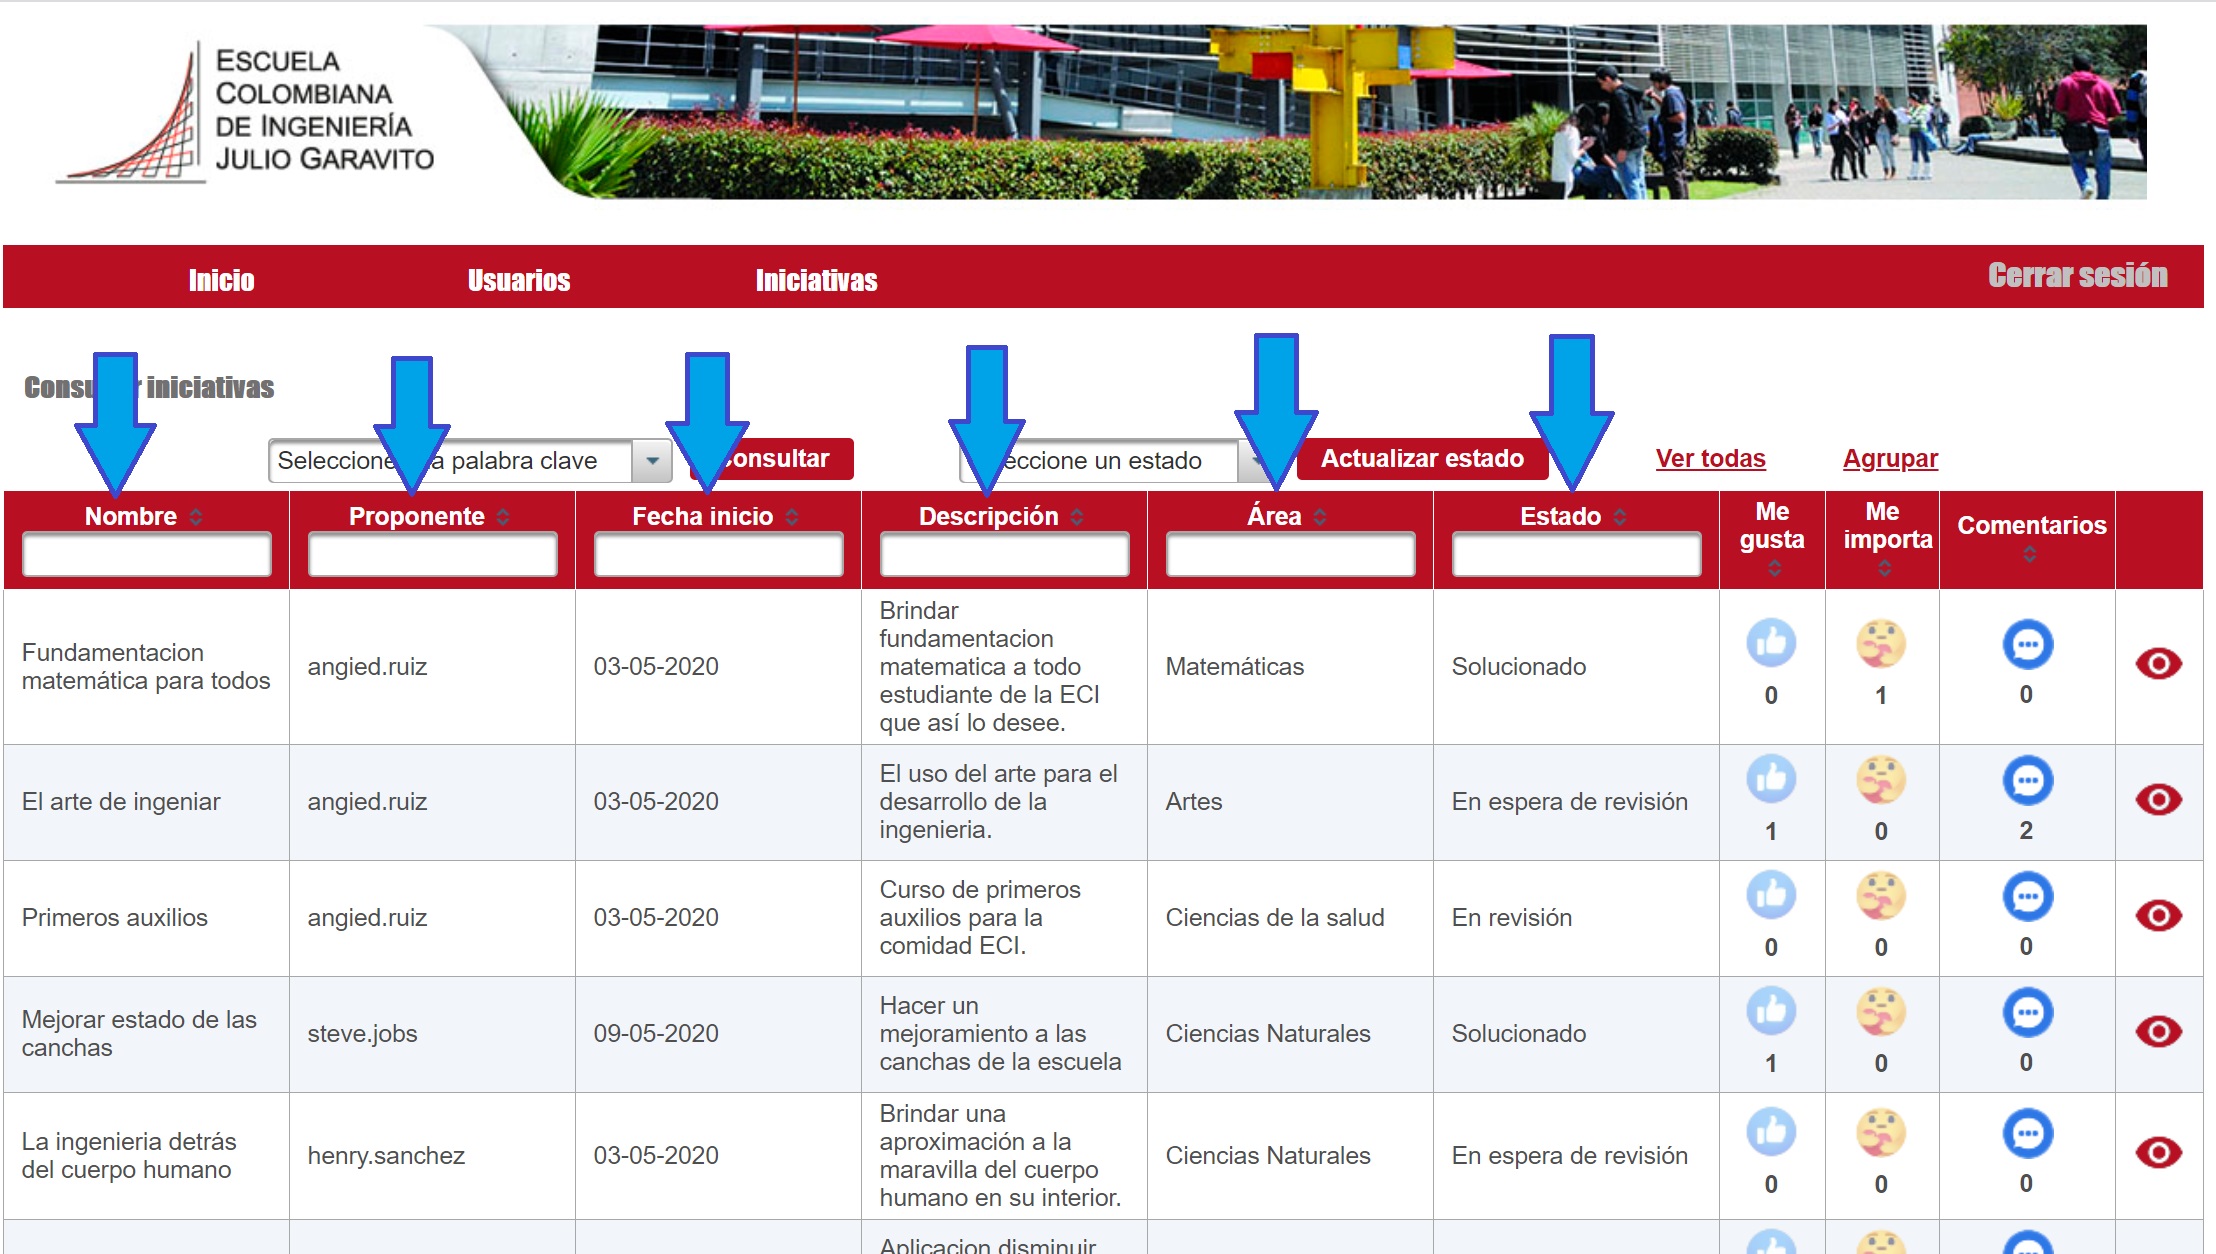 ESCUELA
COLOMBIANA
DE INGENIERÍA
JULIO GARAVITO
Inicio
Usuarios
Iniciativas
Cerrar sesión
iniciativas
palabra clave
un estado
Actualizar estado
Ver todas
Agrupar
Nombre
Proponente
Fecha inicio
Descripción
Área
Estado
Me
gusta
Me
importa
Comentarios
Fundamentacion
matemática para todos
angied.ruiz
03-05-2020
Brindar
fundamentacion
matematica a todo
estudiante de la ECI
que así lo desee.
Matemáticas
Solucionado
0
1
0
El arte de ingeniar
angied.ruiz
03-05-2020
El uso del arte para el
desarrollo de la
ingenieria.
Artes
En espera de revisión
1
0
2
Primeros auxilios
angied.ruiz
03-05-2020
Curso de primeros
auxilios para la
comidad ECI.
Ciencias de la salud
En revisión
0
0
0
Mejorar estado de las
canchas
steve.jobs
09-05-2020
Hacer un
mejoramiento a las
canchas de la escuela
Ciencias Naturales
Solucionado
1
0
0
La ingenieria detrás
del cuerpo humano
henry.sanchez
03-05-2020
Brindar una
aproximación a la
maravilla del cuerpo
humano en su interior.
Ciencias Naturales
En espera de revisión
0
0
0
Aplicacion disminuir